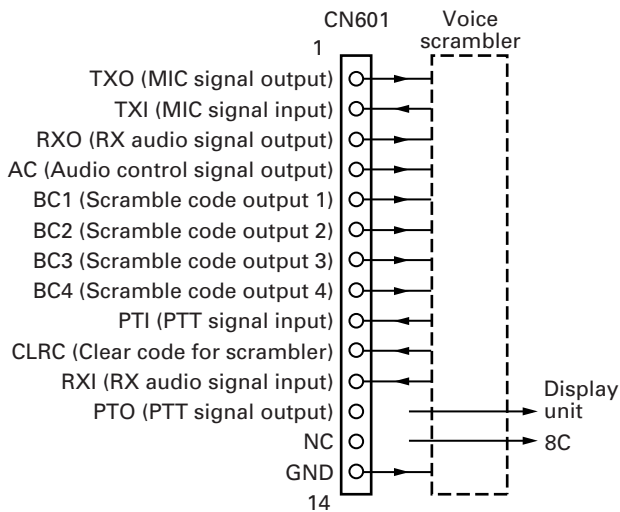 CN601
Voice
scrambler
1
TXO (MIC signal output)
TXI (MIC signal input)
RXO (RX audio signal output)
AC (Audio control signal output)
BC1 (Scramble code output 1)
BC2 (Scramble code output 2)
BC3 (Scramble code output 3)
BC4 (Scramble code output 4)
PTI (PTT signal input)
CLRC (Clear code for scrambler)
RXI (RX audio signal input)
PTO (PTT signal output)
Display
unit
NC
8C
GND
14